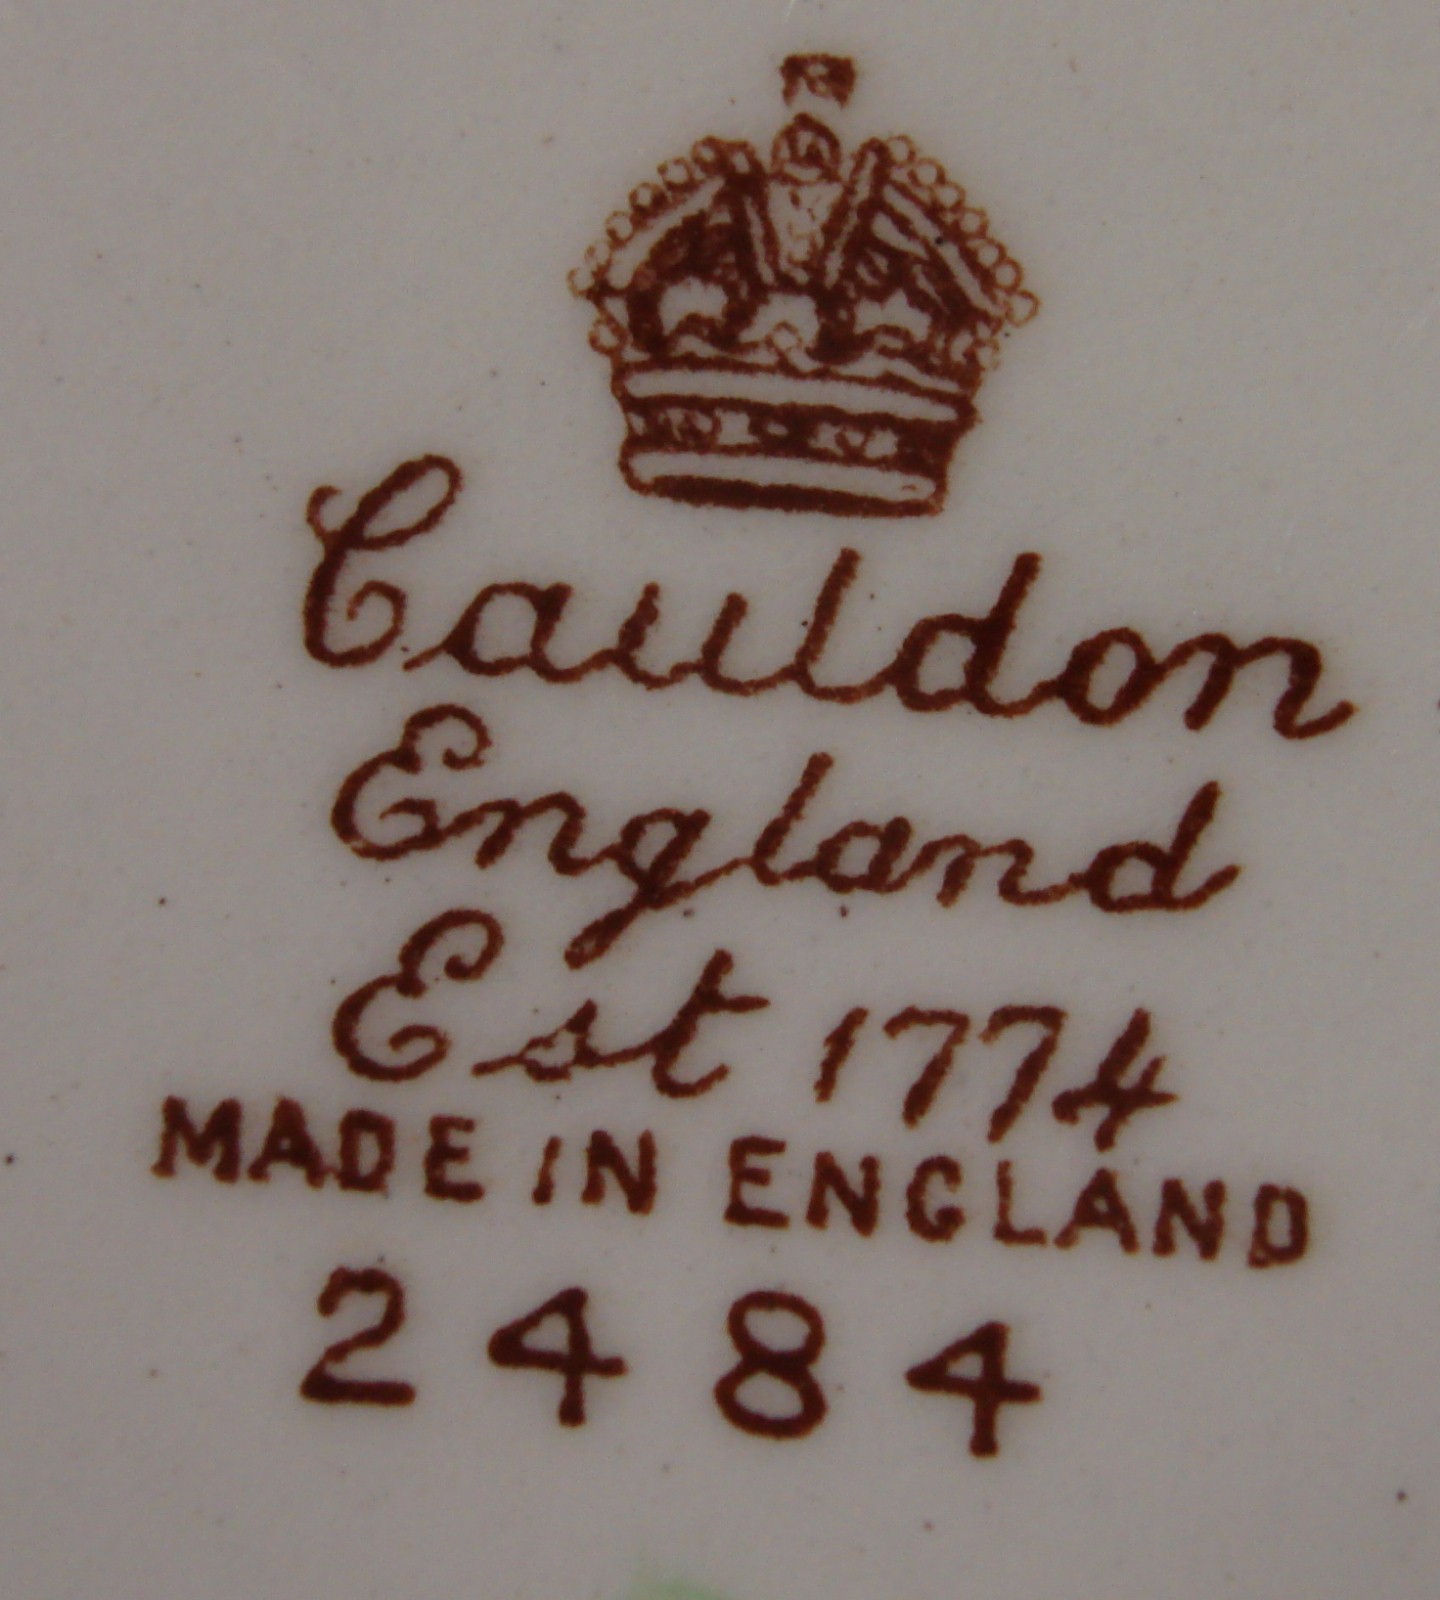 Cauldon
England
Est 1774
MADE IN ENGLAND
2484